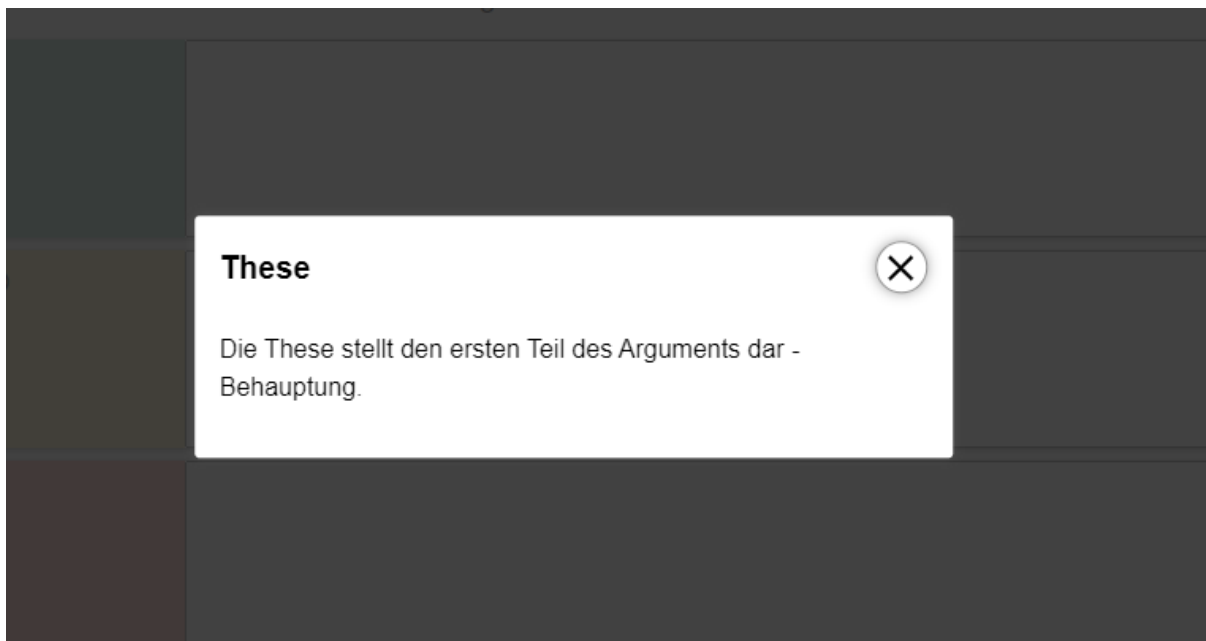 These
Die These stellt den ersten Teil des Arguments dar -
Behauptung.